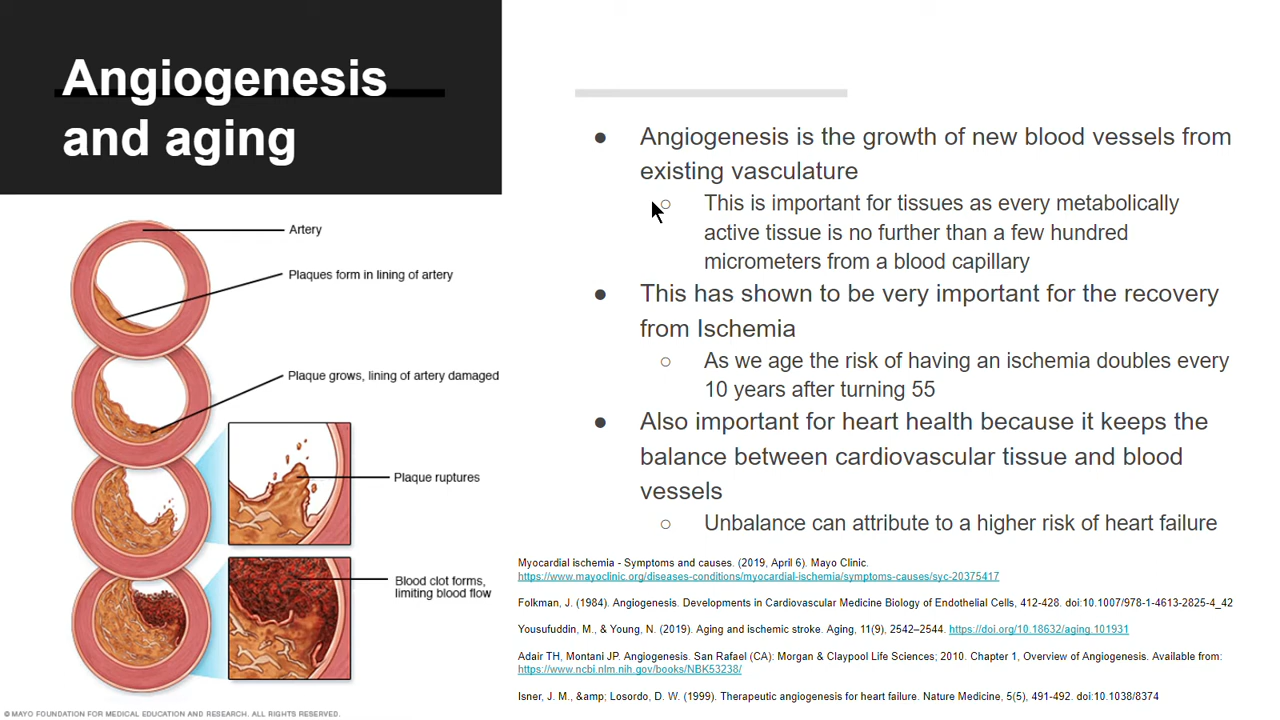 Angiogenesis
and aging
Artery
Plaques form in lining of artery
Plaque grows, lining of artery damaged
Plaque ruptures
Blood clot forms,
limiting blood flow
© MAYO FOUNDATION FOR MEDICAL EDUCATION AND RESEARCH. ALL RIGHTS RESERVED.
● Angiogenesis is the growth of new blood vessels from
existing vasculature
○ This is important for tissues as every metabolically
active tissue is no further than a few hundred
micrometers from a blood capillary
● This has shown to be very important for the recovery
from Ischemia
○ As we age the risk of having an ischemia doubles every
10 years after turning 55
● Also important for heart health because it keeps the
balance between cardiovascular tissue and blood
vessels
○ Unbalance can attribute to a higher risk of heart failure
Myocardial ischemia - Symptoms and causes. (2019, April 6). Mayo Clinic.
https://www.mayoclinic.org/diseases-conditions/myocardial-ischemia/symptoms-causes/syc-20375417
Folkman, J. (1984). Angiogenesis. Developments in Cardiovascular Medicine Biology of Endothelial Cells, 412-428. doi:10.1007/978-1-4613-2825-4_42
Yousufuddin, M., & Young, N. (2019). Aging and ischemic stroke. Aging, 11(9), 2542–2544. https://doi.org/10.18632/aging.101931
Adair TH, Montani JP. Angiogenesis. San Rafael (CA): Morgan & Claypool Life Sciences; 2010. Chapter 1, Overview of Angiogenesis. Available from:
https://www.ncbi.nlm.nih.gov/books/NBK53238/
Isner, J. M., &amp; Losordo, D. W. (1999). Therapeutic angiogenesis for heart failure. Nature Medicine, 5(5), 491-492. doi:10.1038/8374